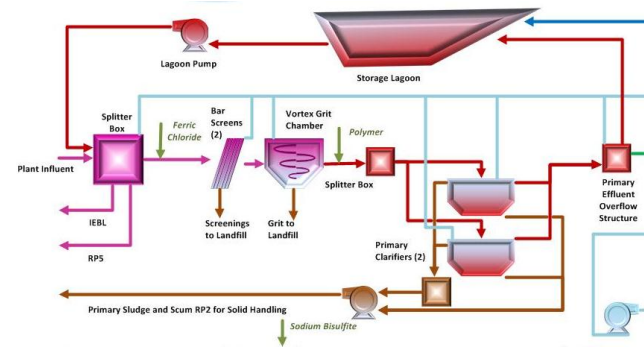 Lagoon Pump
Storage Lagoon
Splitter
Box
Ferric
Chloride
Bar
Screens
(2)
Vortex Grit
Chamber
Polymer
Plant Influent
Splitter Box
Primary
Effluent
Overflow
Structure
IEBL
RP5
Screenings
to Landfill
Grit to
Landfill
Primary
Clarifiers (2)
Primary Sludge and Scum RP2 for Solid Handling
Sodium Bisulfite